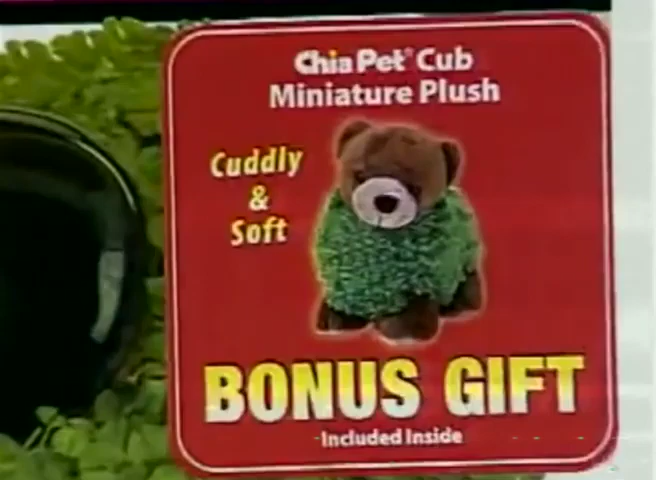 Chia Pet® Cub
Miniature Plush
Cuddly
&
Soft
BONUS GIFT
Included Inside